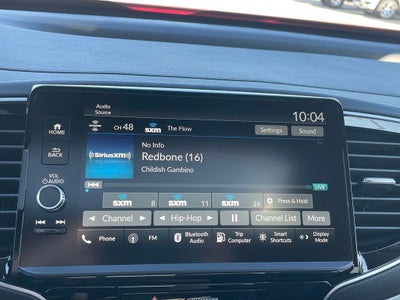 Audio
Source
HOME
BACK
VOL
AUDIO
CH 48 sxm The Flow
10:04
Settings Sound
SiriusXM
No Info
Redbone (16)
Childish Gambino
LIVE
sxm 8 sxm 11 sxm 26 Press & Hold
Channel Hip-Hop Channel List More
Phone FM Bluetooth Audio Trip Computer Smart Shortcuts Display Mode